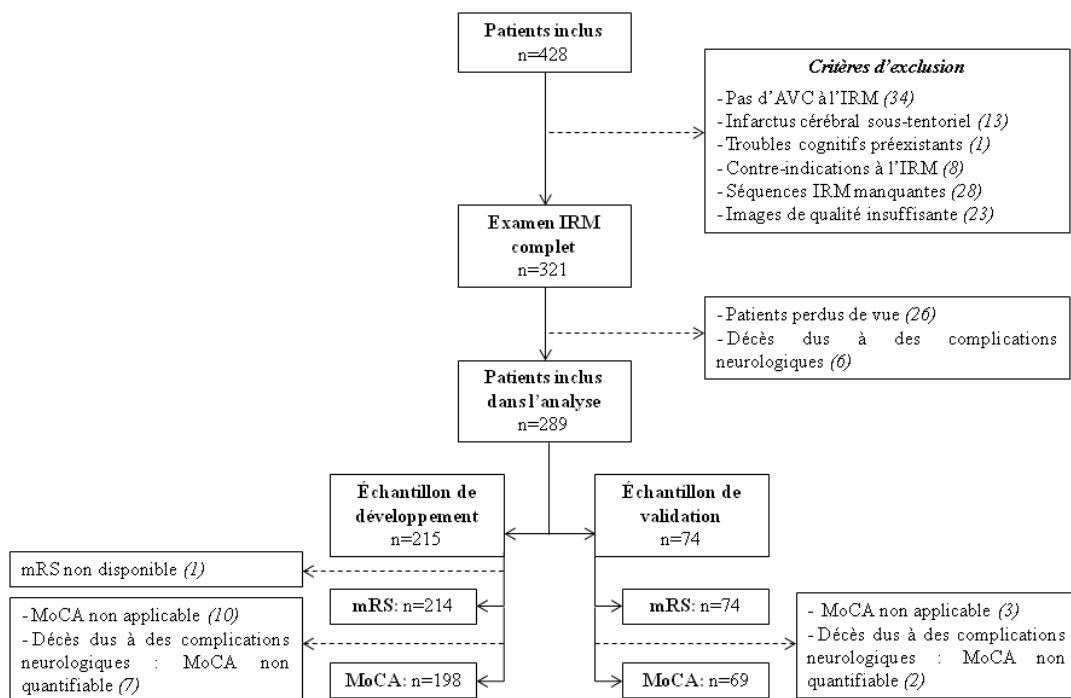 Patients inclus
n=428
Critères d'exclusion
- Pas d'AVC à l'IRM (34)
- Infarctus cérébral sous-tentoriel (13)
- Troubles cognitifs préexistants (1)
- Contre-indications à l'IRM (8)
- Séquences IRM manquantes (28)
- Images de qualité insuffisante (23)
Examen IRM
complet
n=321
- Patients perdus de vue (26)
- Décès dus à des complications
neurologiques (6)
Patients inclus
dans l'analyse
n=289
Échantillon de
développement
n=215
Échantillon de
validation
n=74
mRS non disponible (1)
mRS: n=214
mRS: n=74
- MoCA non applicable (10)
- Décès dus à des complications
neurologiques : MoCA non
quantifiable (7)
- MoCA non applicable (3)
- Décès dus à des complications
neurologiques : MoCA non
quantifiable (2)
MoCA: n=198
MoCA: n=69